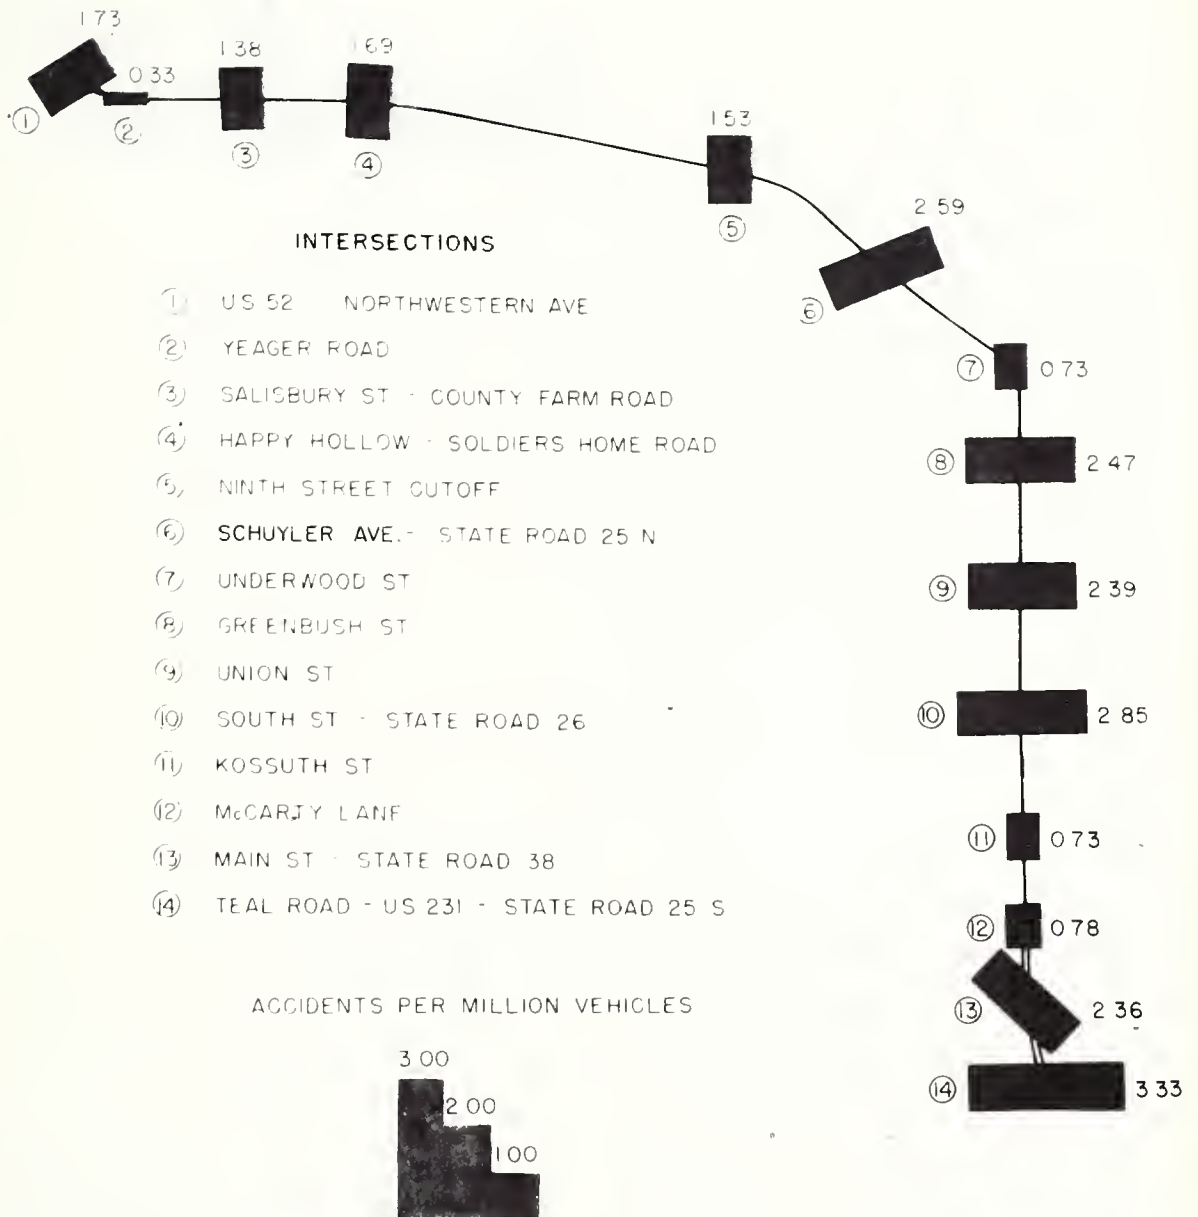 1 73
0 33
1 38
1 69
1 53
2 59
① ② ③ ④ ⑤ ⑥
INTERSECTIONS
① US 52 NORTHWESTERN AVE
② YEAGER ROAD
③ SALISBURY ST - COUNTY FARM ROAD
④ HAPPY HOLLOW - SOLDIERS HOME ROAD
⑤ NINTH STREET CUTOFF
⑥ SCHUYLER AVE. - STATE ROAD 25 N
⑦ UNDERWOOD ST
⑧ GREENBUSH ST
⑨ UNION ST
⑩ SOUTH ST - STATE ROAD 26
⑪ KOSSUTH ST
⑫ McCARTY LANE
⑬ MAIN ST - STATE ROAD 38
⑭ TEAL ROAD - US 231 - STATE ROAD 25 S
⑦ 0 73
⑧ 2 47
⑨ 2 39
⑩ 2 85
⑪ 0 73
⑫ 0 78
⑬ 2 36
⑭ 3 33
ACCIDENTS PER MILLION VEHICLES
3 00
2 00
1 00